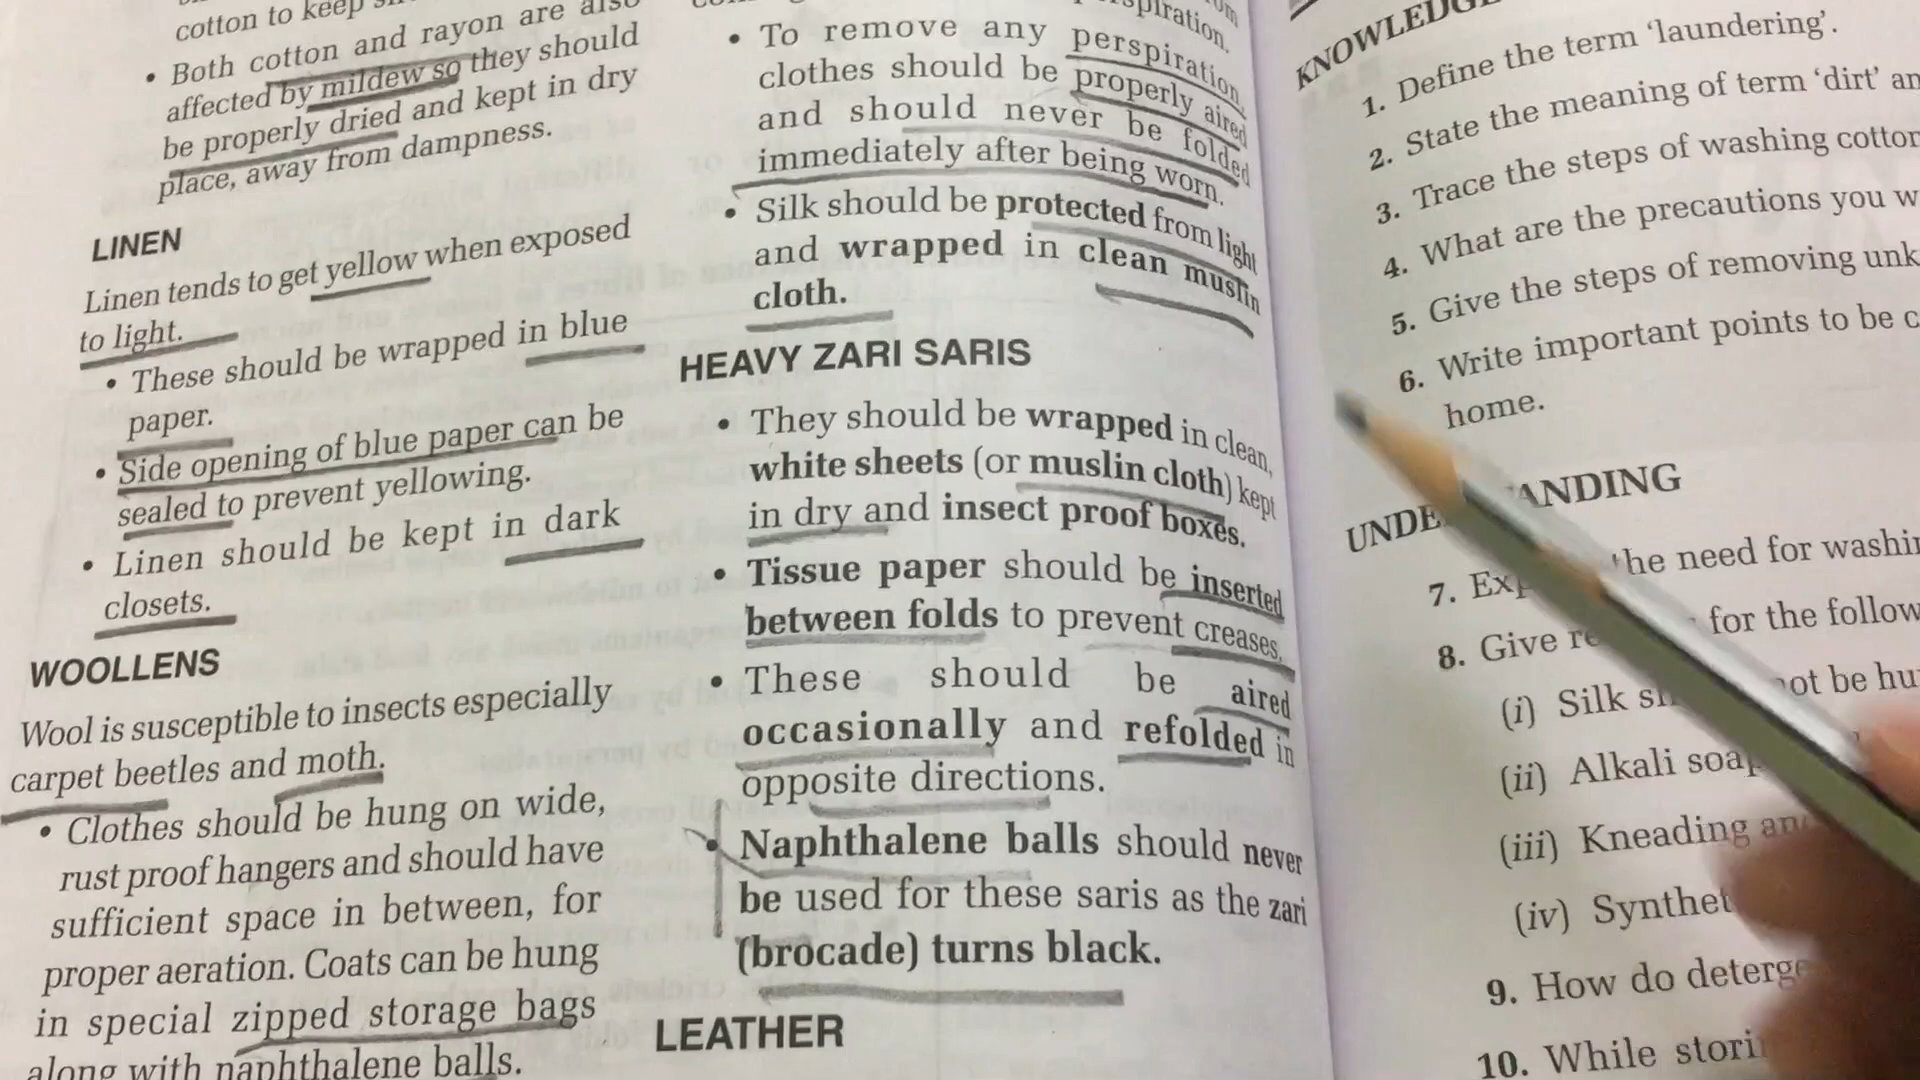 cotton to keep
• Both cotton and rayon are also
affected by mildew so they should
be properly dried and kept in dry
place, away from dampness.
LINEN
Linen tends to get yellow when exposed
to light.
• These should be wrapped in blue
paper.
• Side opening of blue paper can be
sealed to prevent yellowing.
• Linen should be kept in dark
closets.
WOOLLENS
Wool is susceptible to insects especially
carpet beetles and moth.
• Clothes should be hung on wide,
rust proof hangers and should have
sufficient space in between, for
proper aeration. Coats can be hung
in special zipped storage bags
along with naphthalene balls.
perspiration.
• To remove any perspiration,
clothes should be properly aired
and should never be folded
immediately after being worn.
• Silk should be protected from light
and wrapped in clean muslin
cloth.
HEAVY ZARI SARIS
• They should be wrapped in clean,
white sheets (or muslin cloth) kept
in dry and insect proof boxes.
• Tissue paper should be inserted
between folds to prevent creases.
• These should be aired
occasionally and refolded in
opposite directions.
• Naphthalene balls should never
be used for these saris as the zari
(brocade) turns black.
LEATHER
KNOWLEDGE
1. Define the term 'laundering'.
2. State the meaning of term 'dirt' an
3. Trace the steps of washing cotton
4. What are the precautions you w
5. Give the steps of removing unk
6. Write important points to be c
home.
UNDE ANDING
7. Exp the need for washin
8. Give re for the follow
(i) Silk s not be hu
(ii) Alkali soap
(iii) Kneading an
(iv) Synthet
9. How do deterge
10. While stori